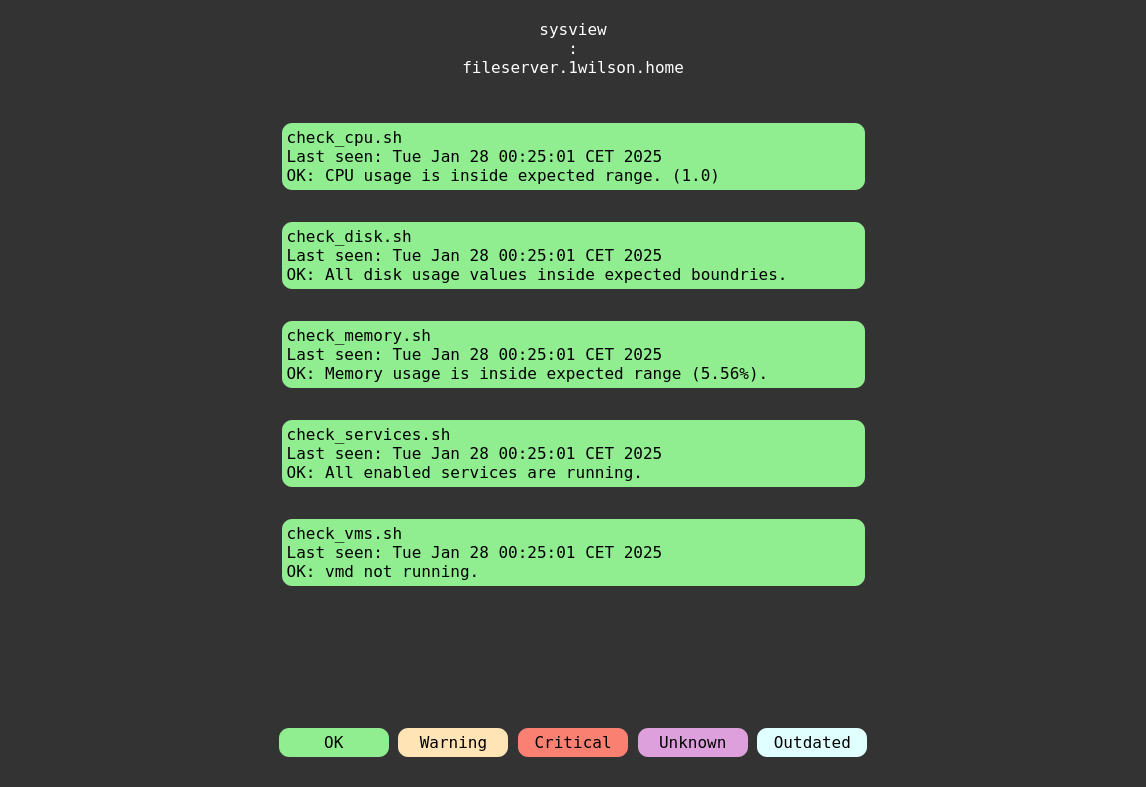 sysview
:
fileserver.1wilson.home
check_cpu.sh
Last seen: Tue Jan 28 00:25:01 CET 2025
OK: CPU usage is inside expected range. (1.0)
check_disk.sh
Last seen: Tue Jan 28 00:25:01 CET 2025
OK: All disk usage values inside expected boundries.
check_memory.sh
Last seen: Tue Jan 28 00:25:01 CET 2025
OK: Memory usage is inside expected range (5.56%).
check_services.sh
Last seen: Tue Jan 28 00:25:01 CET 2025
OK: All enabled services are running.
check_vms.sh
Last seen: Tue Jan 28 00:25:01 CET 2025
OK: vmd not running.
OK Warning Critical Unknown Outdated